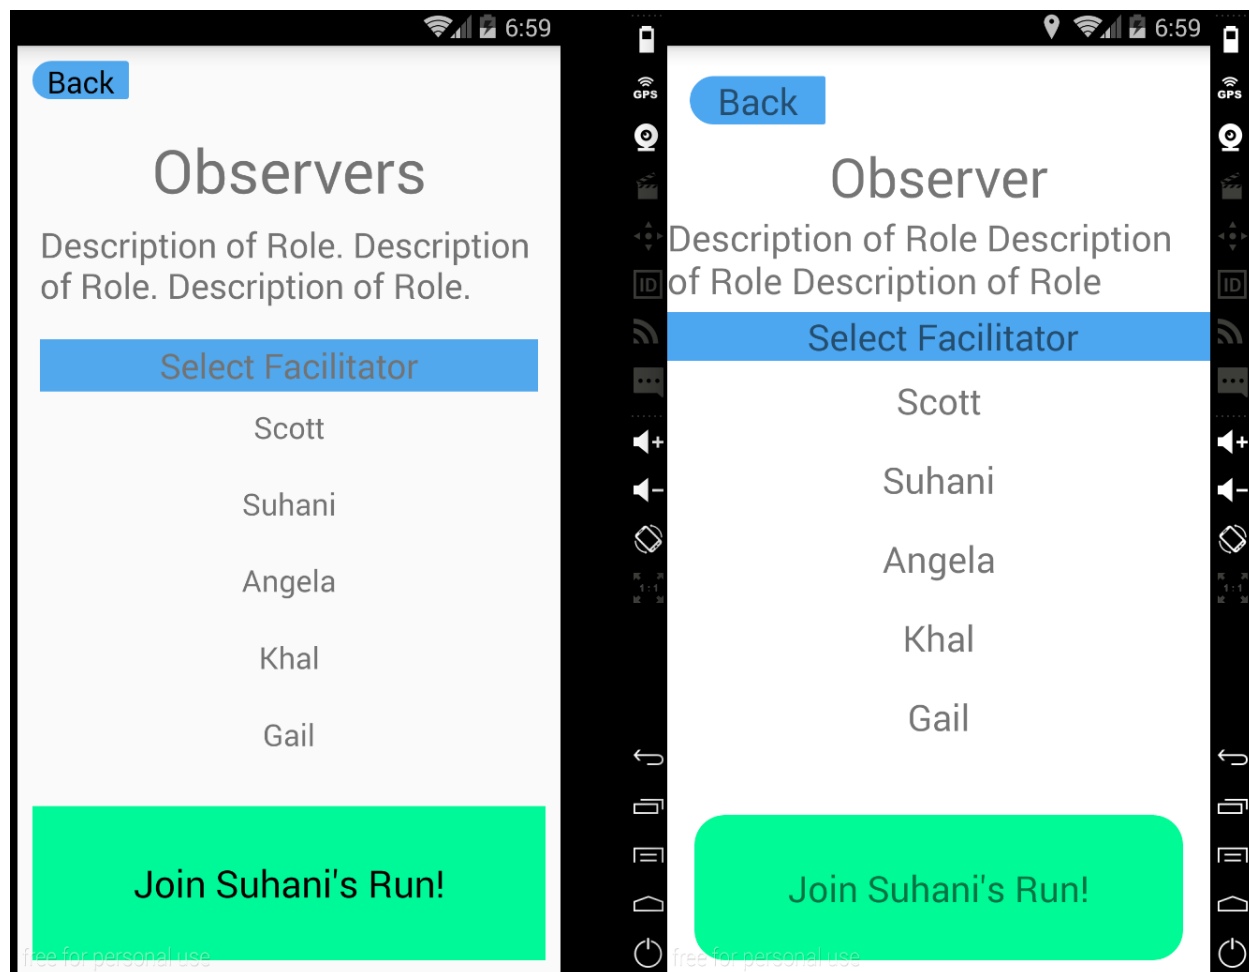 6:59
Back
Observers
Description of Role. Description
of Role. Description of Role.
Select Facilitator
Scott
Suhani
Angela
Khal
Gail
Join Suhani's Run!
free for personal use
GPS
ID
1:1
6:59
Back
Observer
Description of Role Description
of Role Description of Role
Select Facilitator
Scott
Suhani
Angela
Khal
Gail
Join Suhani's Run!
free for personal use
GPS
ID
1:1